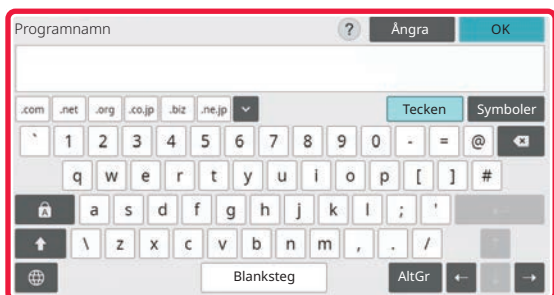 Programnamn ? Ångra OK
.com .net .org .co.jp .biz .ne.jp Tecken Symboler
` 1 2 3 4 5 6 7 8 9 0 - = @
q w e r t y u i o p [ ] #
A a s d f g h j k l ; '
\ z x c v b n m , . /
Blanksteg AltGr ← ↓ →